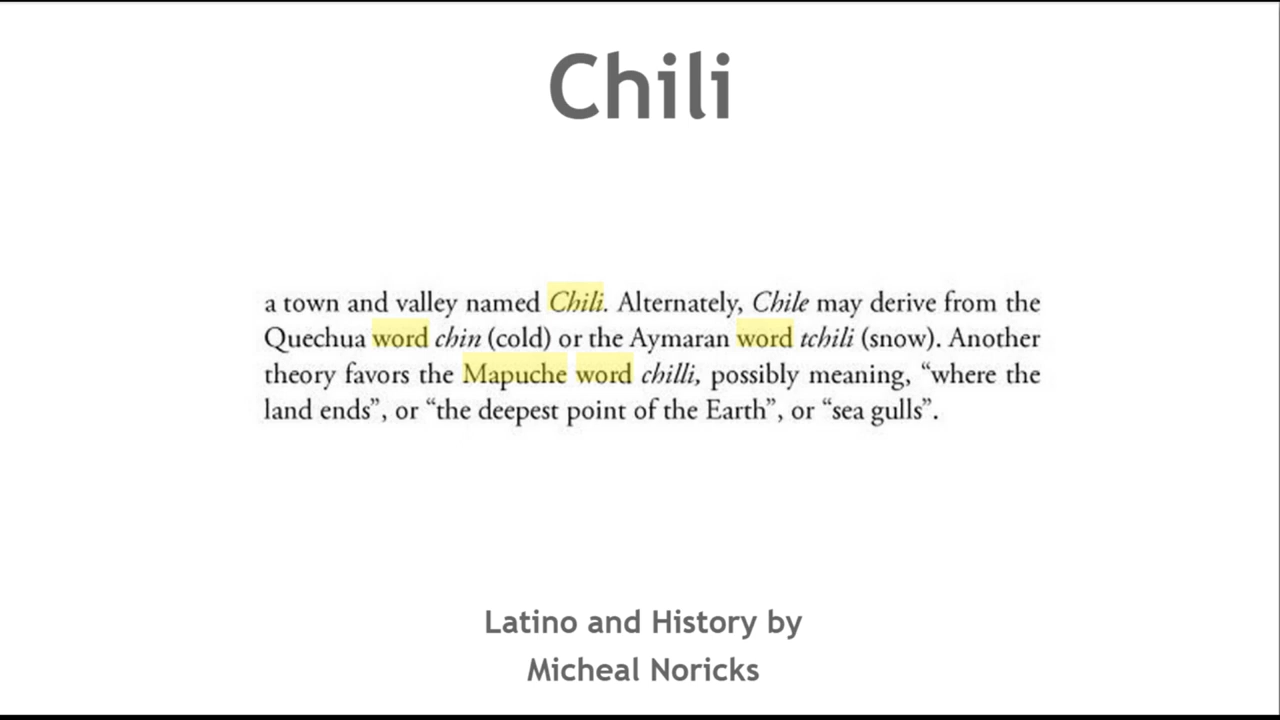 Chili
a town and valley named Chili. Alternately, Chile may derive from the
Quechua word chin (cold) or the Aymaran word tchili (snow). Another
theory favors the Mapuche word chilli, possibly meaning, “where the
land ends”, or “the deepest point of the Earth”, or “sea gulls”.
Latino and History by
Micheal Noricks